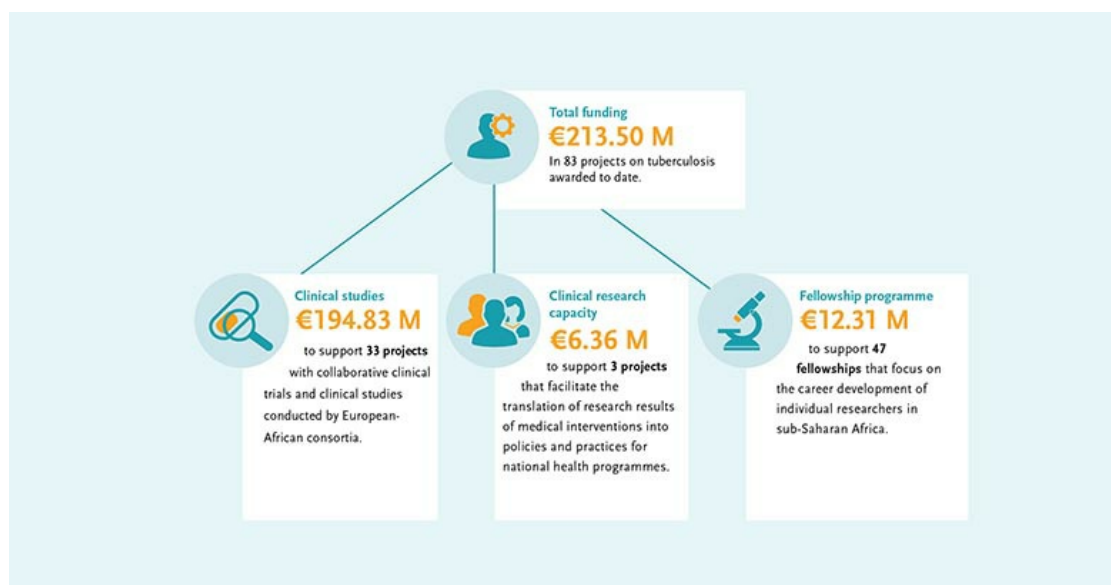 Total funding
€213.50 M
In 83 projects on tuberculosis
awarded to date.
Clinical studies
€194.83 M
to support 33 projects
with collaborative clinical
trials and clinical studies
conducted by European-
African consortia.
Clinical research
capacity
€6.36 M
to support 3 projects
that facilitate the
translation of research results
of medical interventions into
policies and practices for
national health programmes.
Fellowship programme
€12.31 M
to support 47
fellowships that focus on
the career development of
individual researchers in
sub-Saharan Africa.